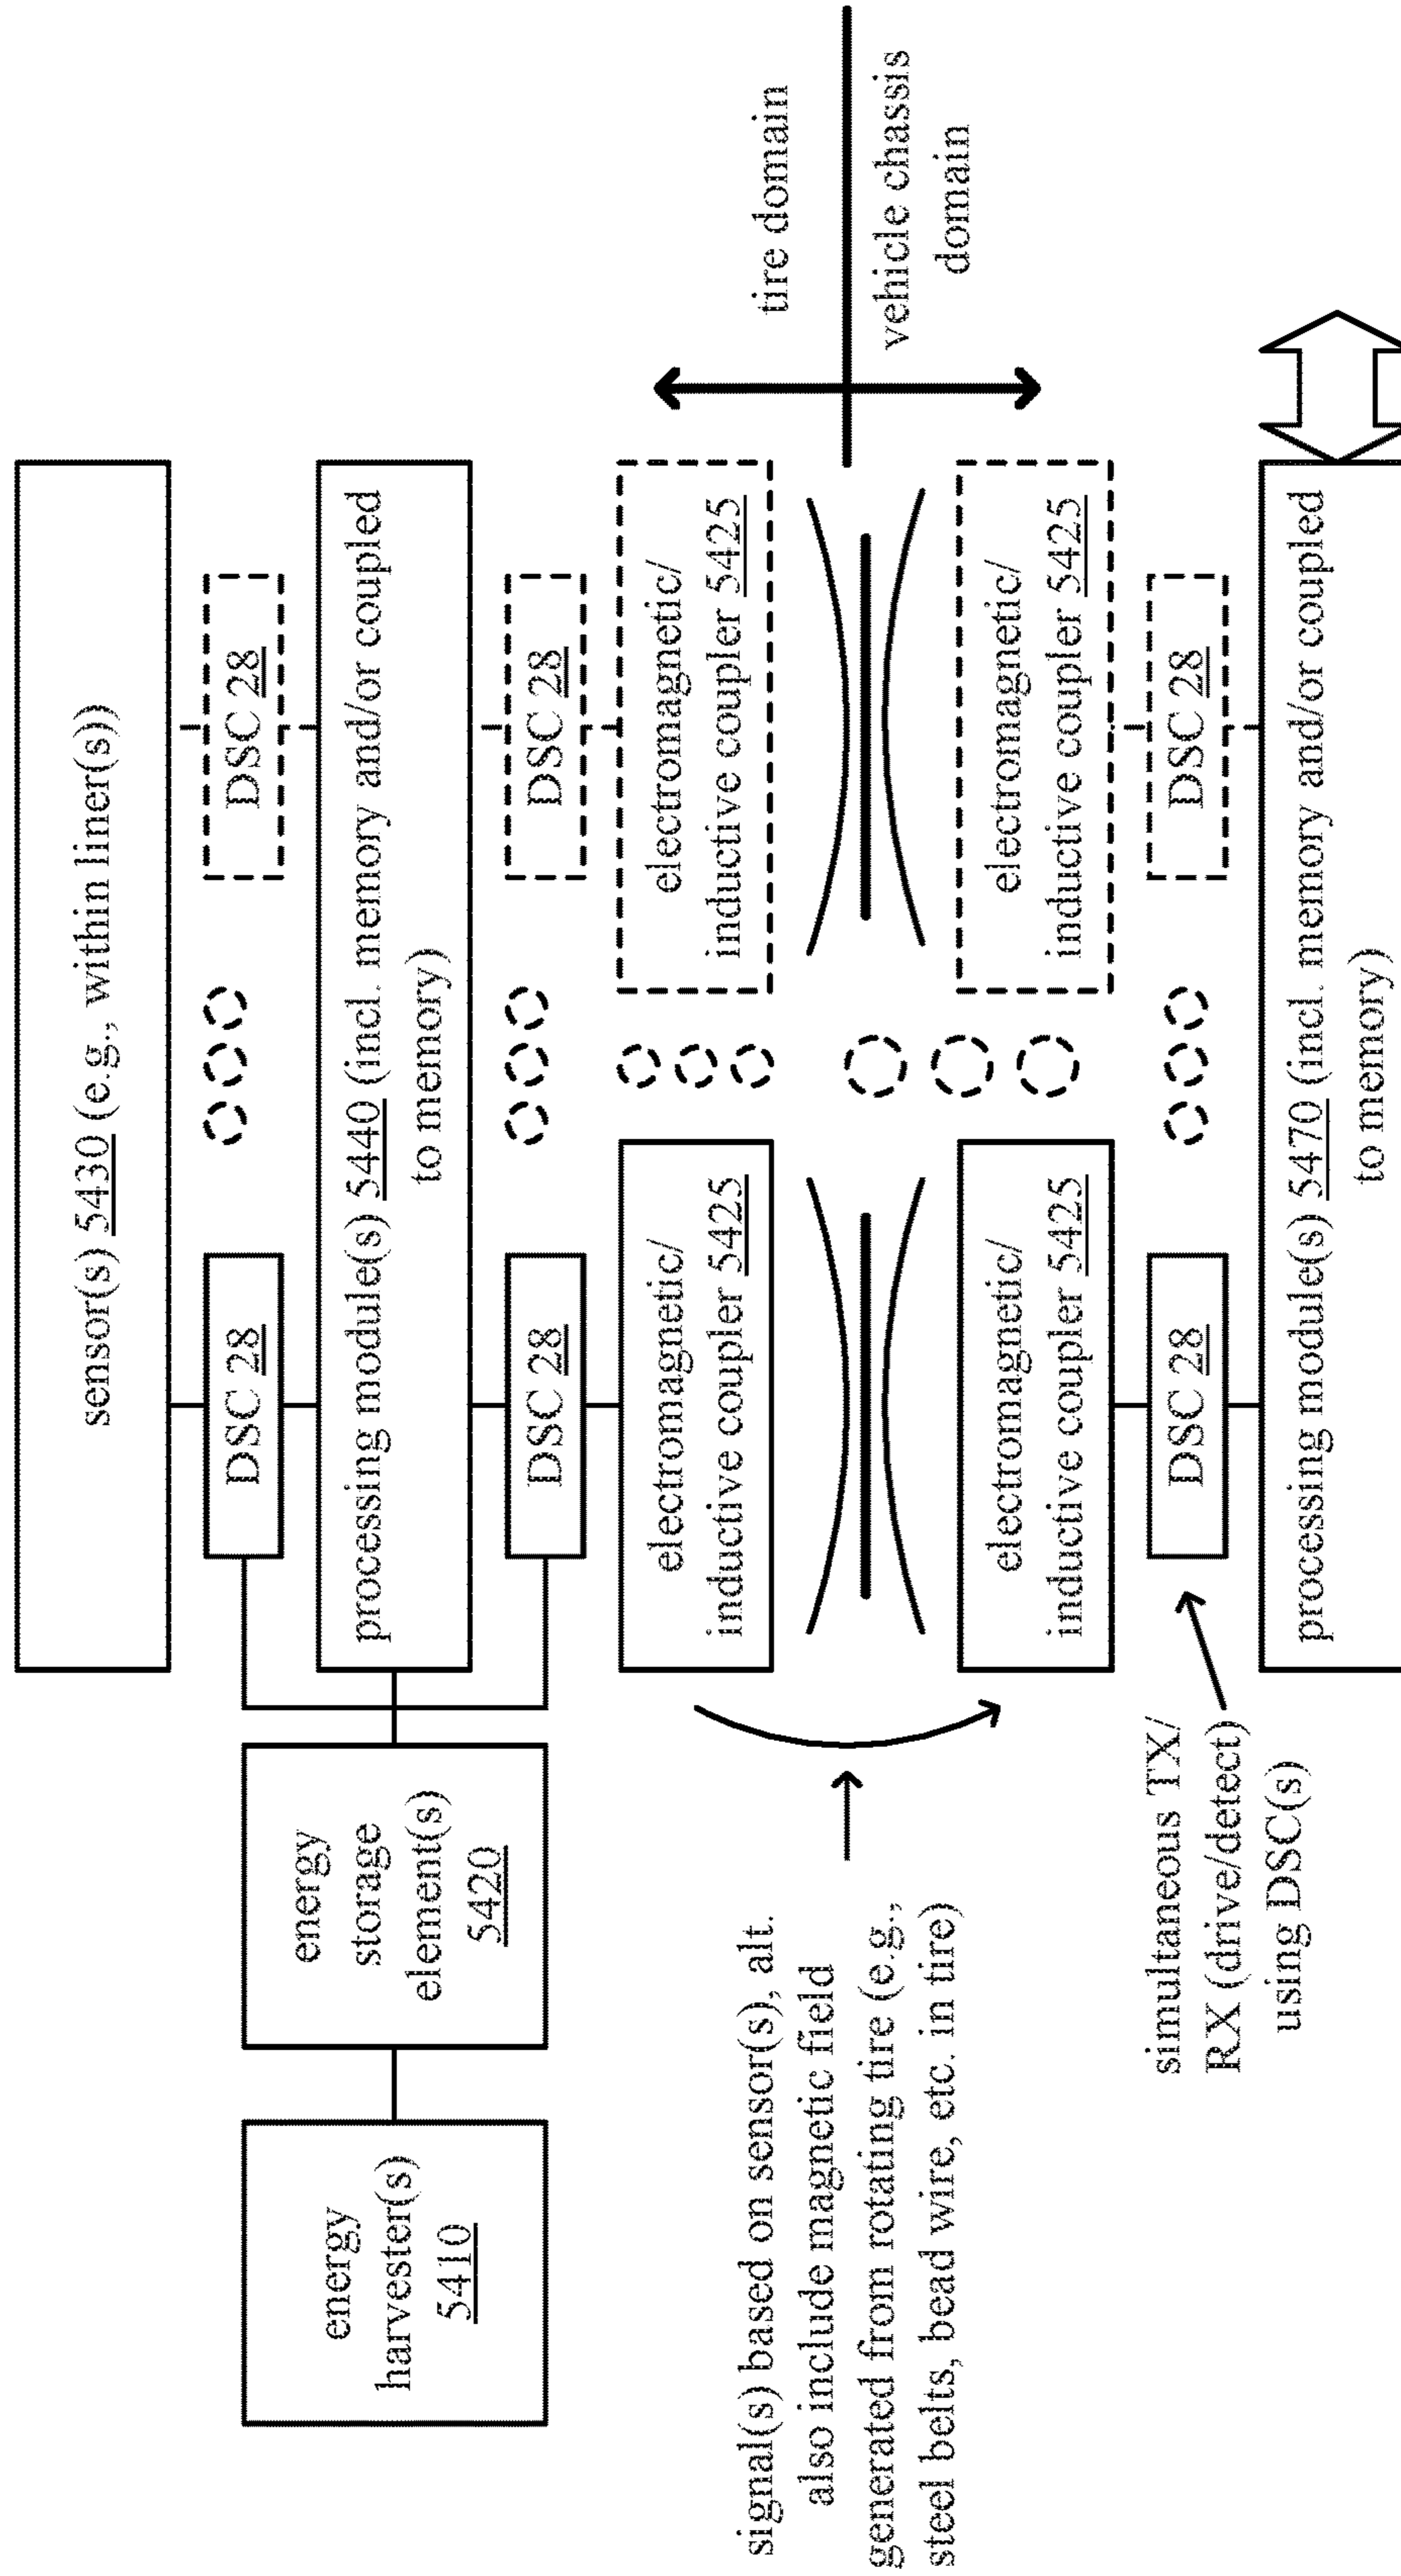 sensor(s) 5430 (e.g., within liner(s))
DSC 28
DSC 28
energy
harvester(s)
5410
energy
storage
element(s)
5420
processing module(s) 5440 (incl. memory and/or coupled
to memory)
DSC 28
DSC 28
electromagnetic/
inductive coupler 5425
electromagnetic/
inductive coupler 5425
signal(s) based on sensor(s), alt.
also include magnetic field
generated from rotating tire (e.g.,
steel belts, bead wire, etc. in tire)
tire domain
vehicle chassis
domain
electromagnetic/
inductive coupler 5425
electromagnetic/
inductive coupler 5425
simultaneous TX/
RX (drive/detect)
using DSC(s)
DSC 28
DSC 28
processing module(s) 5470 (incl. memory and/or coupled
to memory)